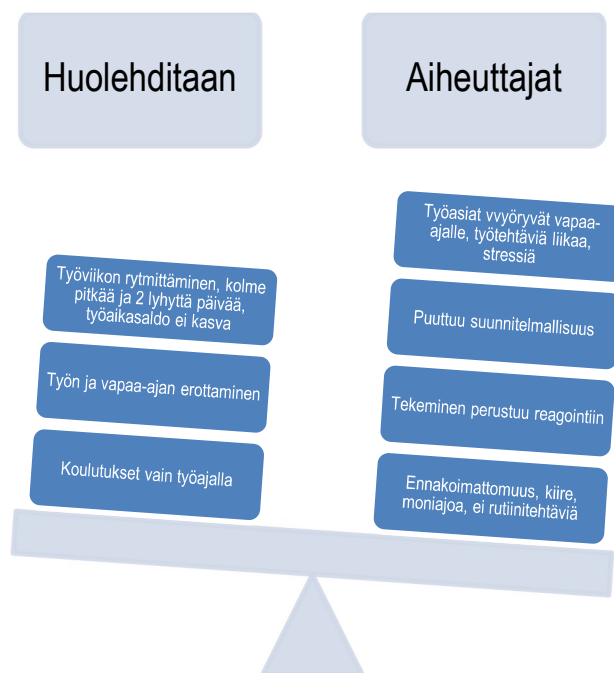 Huolehditaan
Aiheuttajat
Työviikon rytmittäminen, kolme
pitkää ja 2 lyhyttä päivää,
työaikasaldo ei kasva
Työn ja vapaa-ajan erottaminen
Koulutukset vain työajalla
Työasiat vvyöryvät vapaa-
ajalle, työtehtäviä liikaa,
stressiä
Puuttuu suunnitelmallisuus
Tekeminen perustuu reagointiin
Ennakoimattomuus, kiire,
moniajoa, ei rutiinitehtäviä